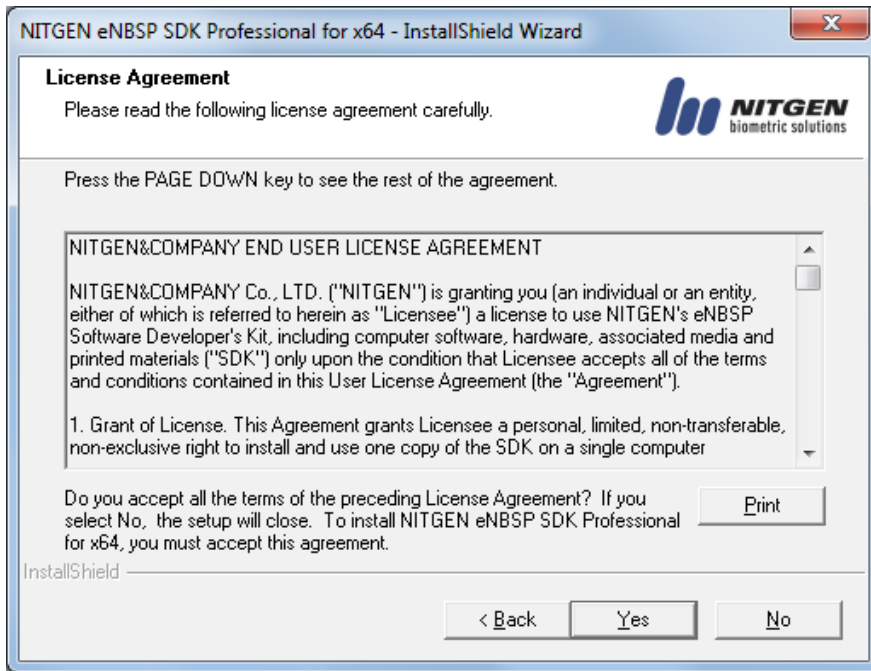 NITGEN eNBSP SDK Professional for x64 - InstallShield Wizard
License Agreement
Please read the following license agreement carefully.
NITGEN
biometric solutions
Press the PAGE DOWN key to see the rest of the agreement.
NITGEN&COMPANY END USER LICENSE AGREEMENT
NITGEN&COMPANY Co., LTD. ("NITGEN") is granting you (an individual or an entity,
either of which is referred to herein as "Licensee") a license to use NITGEN's eNBSP
Software Developer's Kit, including computer software, hardware, associated media and
printed materials ("SDK") only upon the condition that Licensee accepts all of the terms
and conditions contained in this User License Agreement (the "Agreement").
1. Grant of License. This Agreement grants Licensee a personal, limited, non-transferable,
non-exclusive right to install and use one copy of the SDK on a single computer
Do you accept all the terms of the preceding License Agreement? If you
select No, the setup will close. To install NITGEN eNBSP SDK Professional
for x64, you must accept this agreement.
Print
InstallShield
< Back
Yes
No